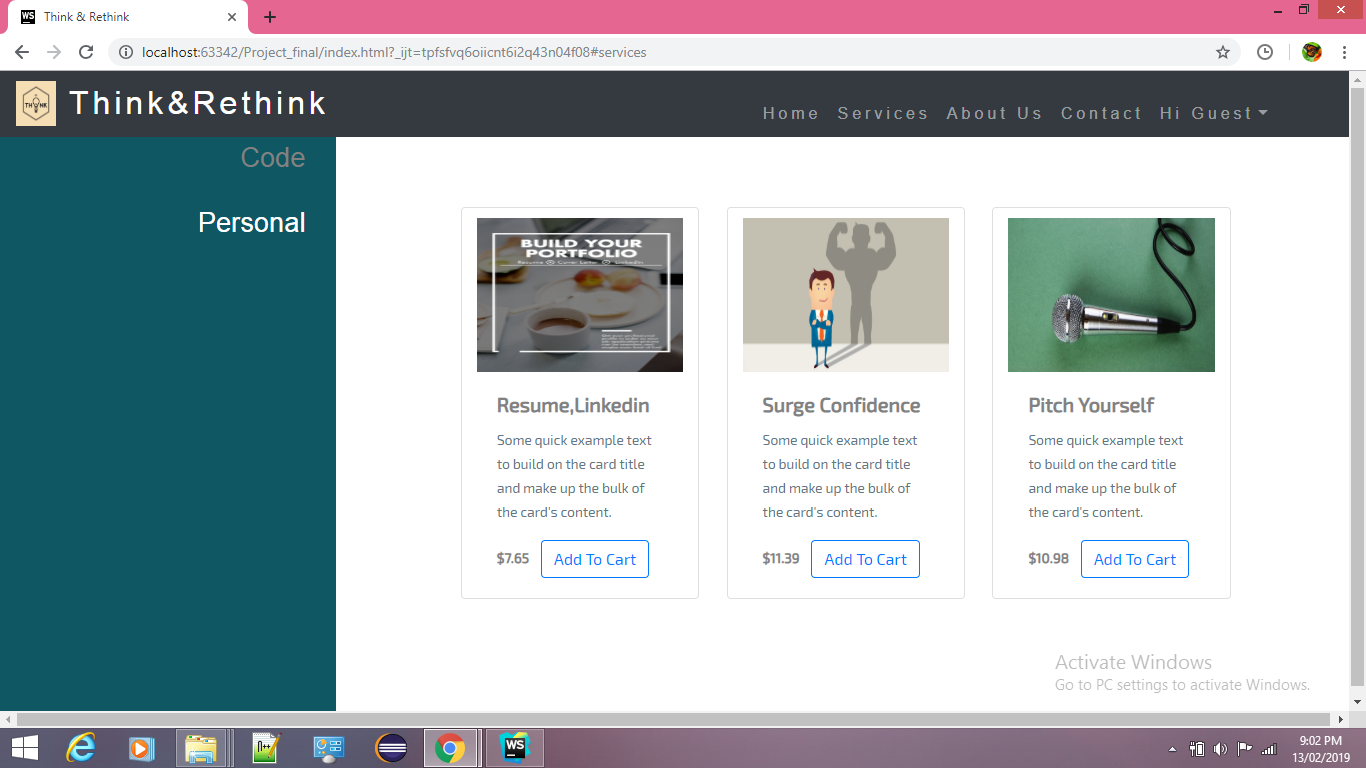 WS Think & Rethink
localhost:63342/Project_final/index.html?_ijt=tpfsfvq6oiicnt6i2q43n04f08#services
THINK Think&Rethink
Home Services About Us Contact Hi Guest
Code
Personal
BUILD YOUR
PORTFOLIO
Resume Cover Letter LinkedIn
Resume,Linkedin
Some quick example text
to build on the card title
and make up the bulk of
the card's content.
$7.65 Add To Cart
Surge Confidence
Some quick example text
to build on the card title
and make up the bulk of
the card's content.
$11.39 Add To Cart
Pitch Yourself
Some quick example text
to build on the card title
and make up the bulk of
the card's content.
$10.98 Add To Cart
Activate Windows
Go to PC settings to activate Windows.
WS
9:02 PM
13/02/2019